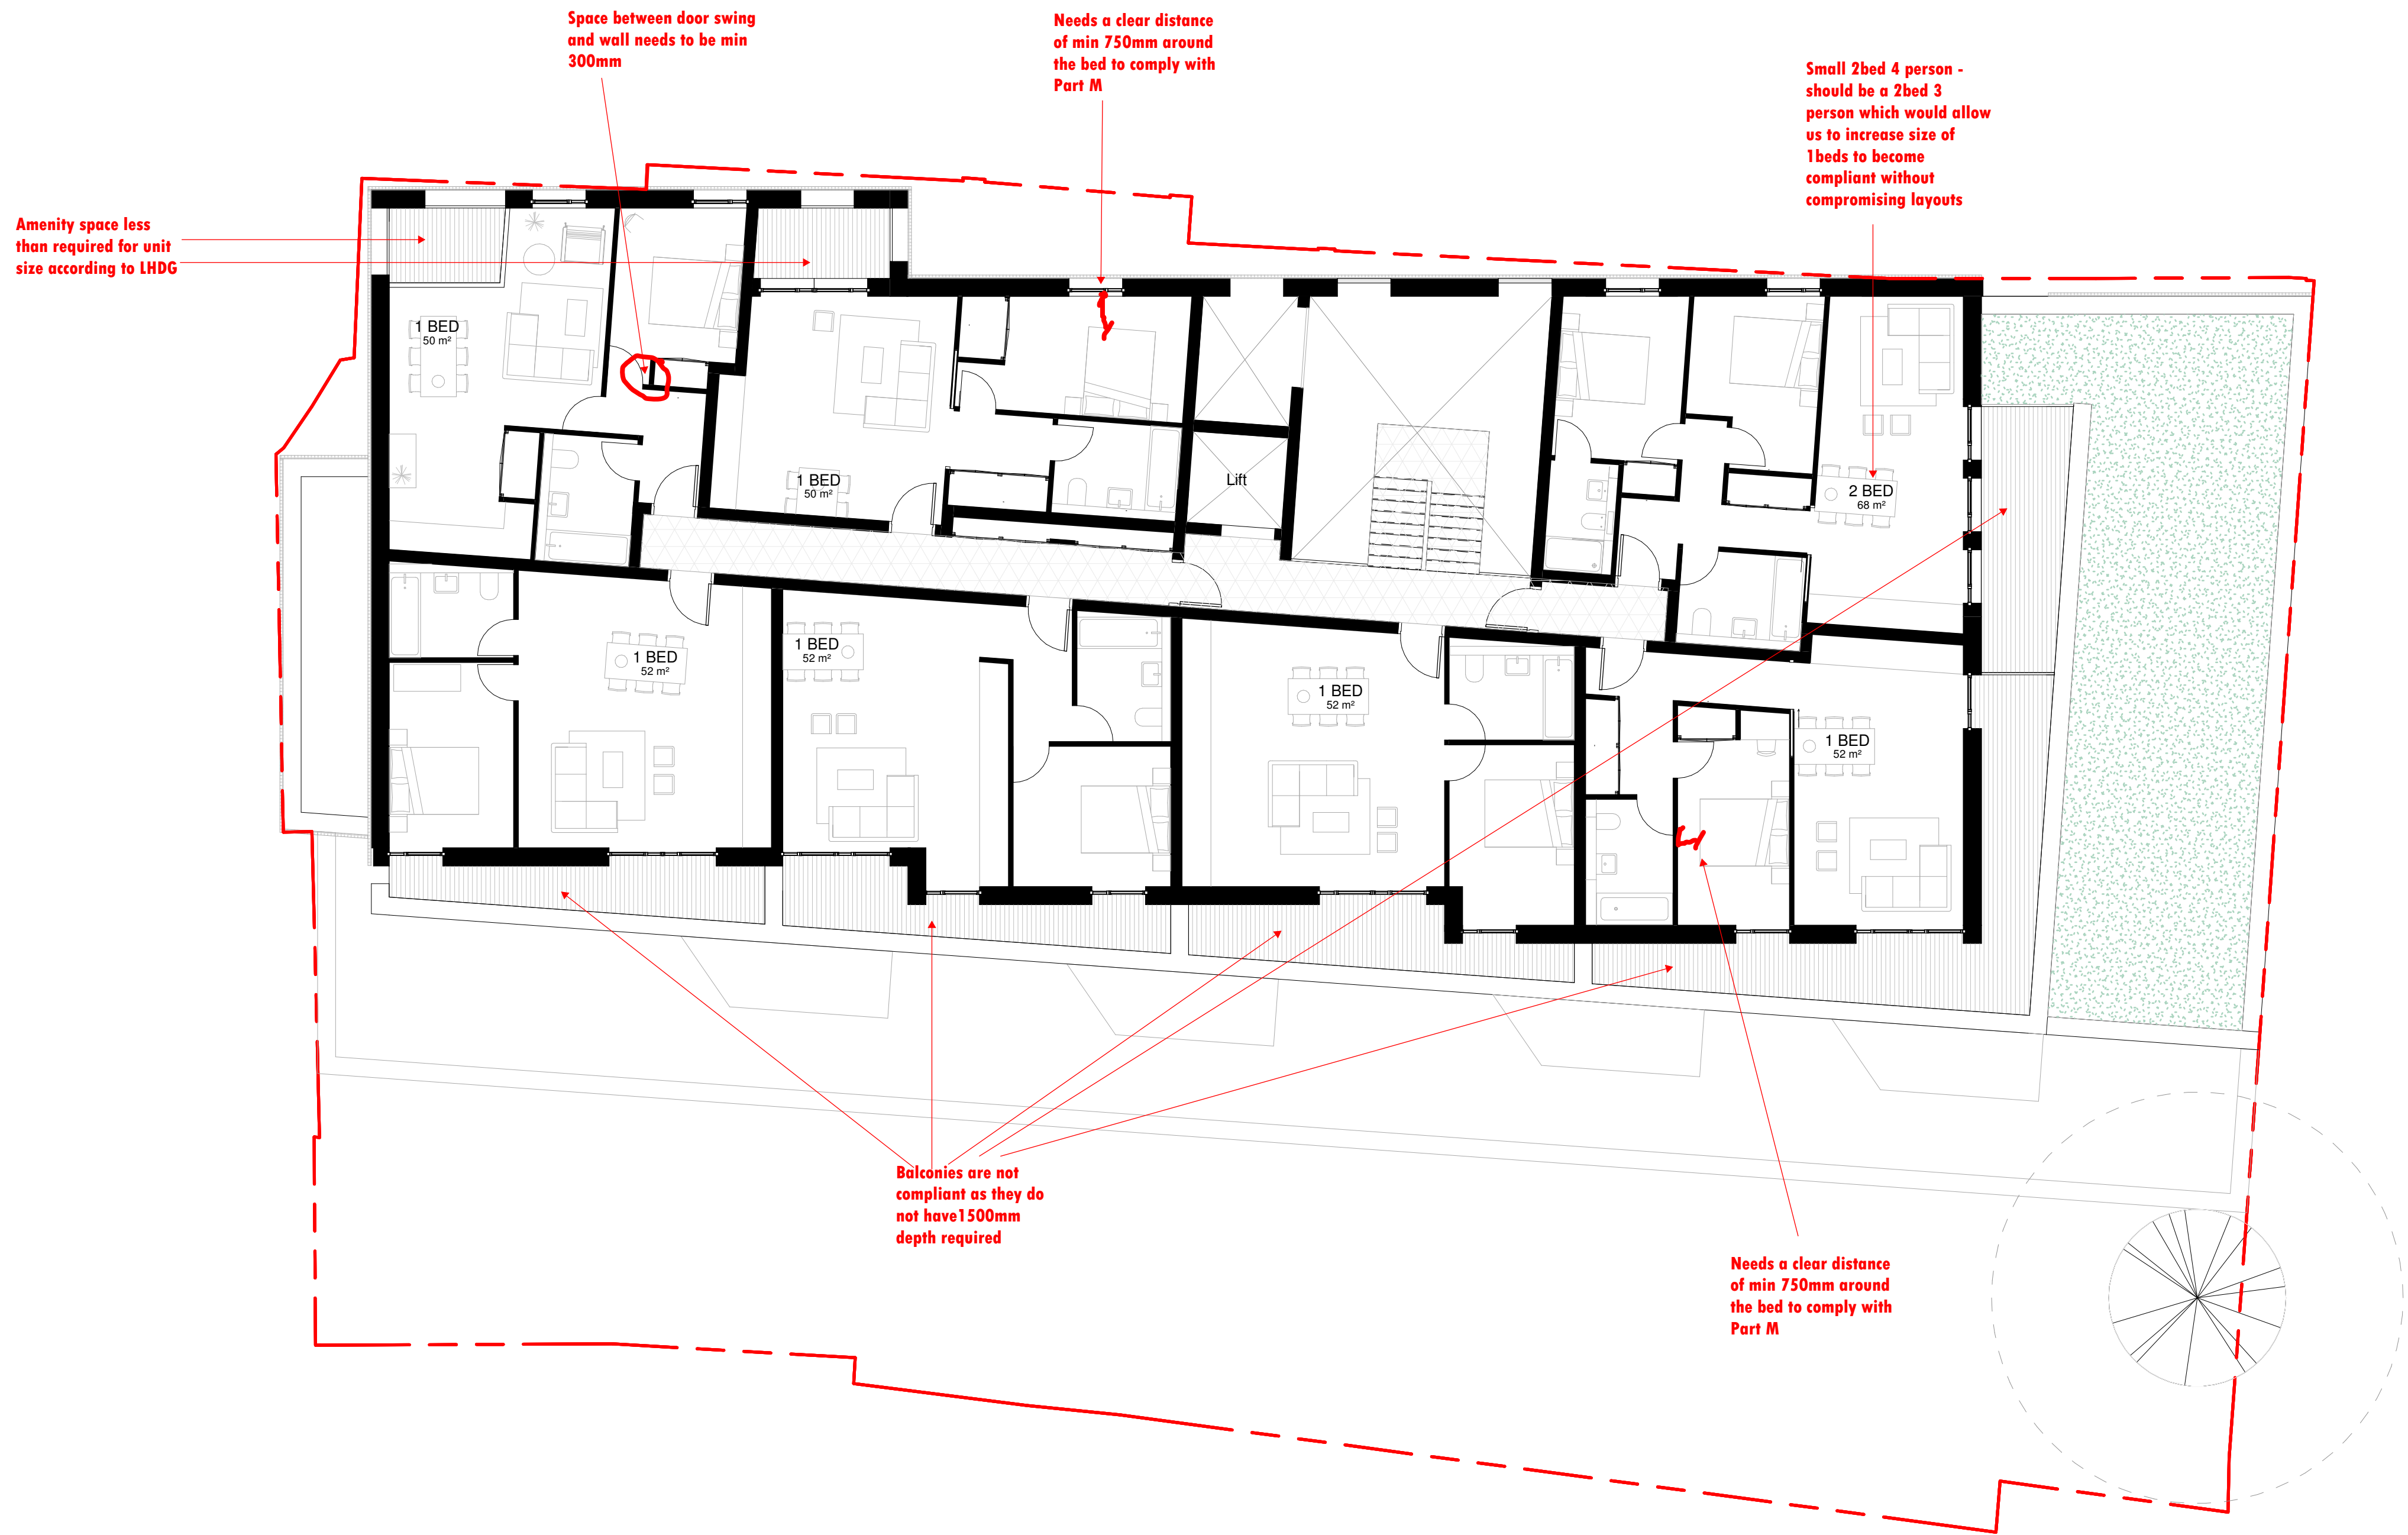 Space between door swing
and wall needs to be min
300mm
Needs a clear distance
of min 750mm around
the bed to comply with
Part M
Small 2bed 4 person -
should be a 2bed 3
person which would allow
us to increase size of
1beds to become
compliant without
compromising layouts
Amenity space less
than required for unit
size according to LHDG
1 BED
50 m²
1 BED
50 m²
Lift
2 BED
68 m²
1 BED
52 m²
1 BED
52 m²
1 BED
52 m²
1 BED
52 m²
Balconies are not
compliant as they do
not have1500mm
depth required
Needs a clear distance
of min 750mm around
the bed to comply with
Part M